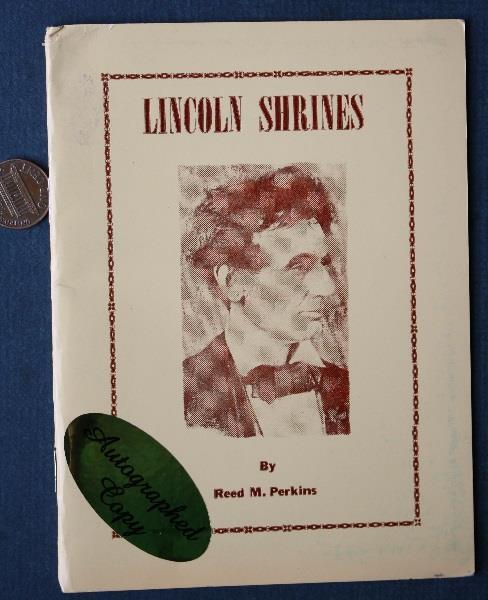 LINCOLN SHRINES
By
Reed M. Perkins
Autographed
Copy